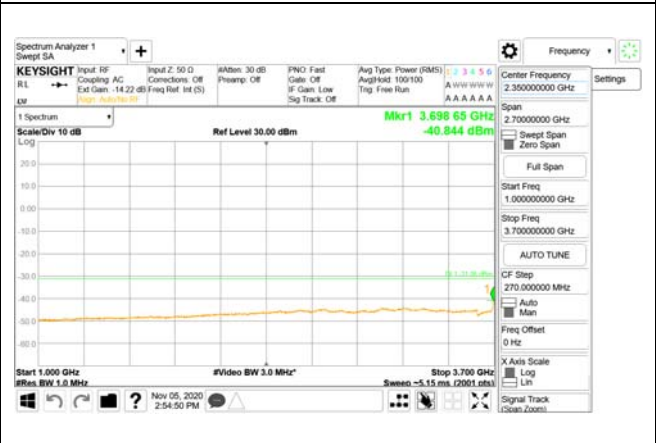 Spectrum Analyzer 1
Swept SA
+
Frequency
KEYSIGHT
RL
Input: RF
Coupling: AC
Ext Gain: -14.22 dB
Align: Auto/No RF
Input Z: 50 Ω
Corrections: Off
Freq Ref: Int (S)
#Atten: 30 dB
Preamp: Off
PNO: Fast
Gate: Off
IF Gain: Low
Sig Track: Off
Avg Type: Power (RMS)
Avg|Hold: 100/100
Trig: Free Run
1 2 3 4 5 6
A W W W W W
A A A A A A
Center Frequency
2.350000000 GHz
Settings
Span
2.70000000 GHz
Swept Span
Zero Span
Full Span
Start Freq
1.000000000 GHz
Stop Freq
3.700000000 GHz
AUTO TUNE
CF Step
270.000000 MHz
Auto
Man
Freq Offset
0 Hz
X Axis Scale
Log
Lin
Signal Track
(Span Zoom)
1 Spectrum
Scale/Div 10 dB
Ref Level 30.00 dBm
Mkr1 3.698 65 GHz
-40.844 dBm
Log
20.0
10.0
0.00
-10.0
-20.0
-30.0
-40.0
-50.0
-60.0
1
Start 1.000 GHz
#Video BW 3.0 MHz*
Stop 3.700 GHz
#Res BW 1.0 MHz
Sweep ~5.15 ms (2001 pts)
?
Nov 05, 2020
2:54:50 PM